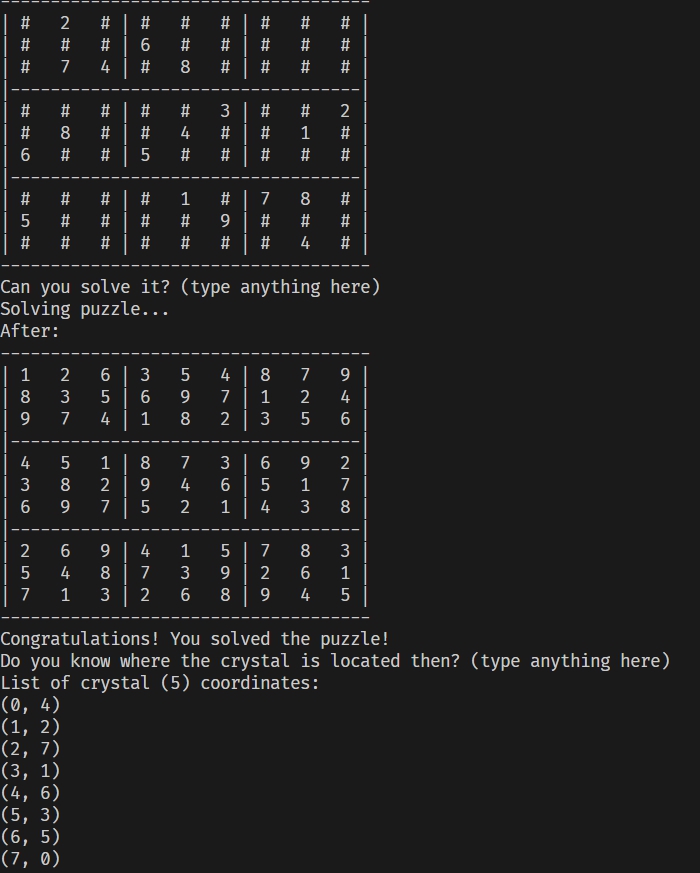 -------------------------------------
| #   2   # | #   #   # | #   #   # |
| #   #   # | 6   #   # | #   #   # |
| #   7   4 | #   8   # | #   #   # |
|-----------------------------------|
| #   #   # | #   #   3 | #   #   2 |
| #   8   # | #   4   # | #   1   # |
| 6   #   # | 5   #   # | #   #   # |
|-----------------------------------|
| #   #   # | #   1   # | 7   8   # |
| 5   #   # | #   #   9 | #   #   # |
| #   #   # | #   #   # | #   4   # |
-------------------------------------
Can you solve it? (type anything here)
Solving puzzle...
After:
-------------------------------------
| 1   2   6 | 3   5   4 | 8   7   9 |
| 8   3   5 | 6   9   7 | 1   2   4 |
| 9   7   4 | 1   8   2 | 3   5   6 |
|-----------------------------------|
| 4   5   1 | 8   7   3 | 6   9   2 |
| 3   8   2 | 9   4   6 | 5   1   7 |
| 6   9   7 | 5   2   1 | 4   3   8 |
|-----------------------------------|
| 2   6   9 | 4   1   5 | 7   8   3 |
| 5   4   8 | 7   3   9 | 2   6   1 |
| 7   1   3 | 2   6   8 | 9   4   5 |
-------------------------------------
Congratulations! You solved the puzzle!
Do you know where the crystal is located then? (type anything here)
List of crystal (5) coordinates:
(0, 4)
(1, 2)
(2, 7)
(3, 1)
(4, 6)
(5, 3)
(6, 5)
(7, 0)